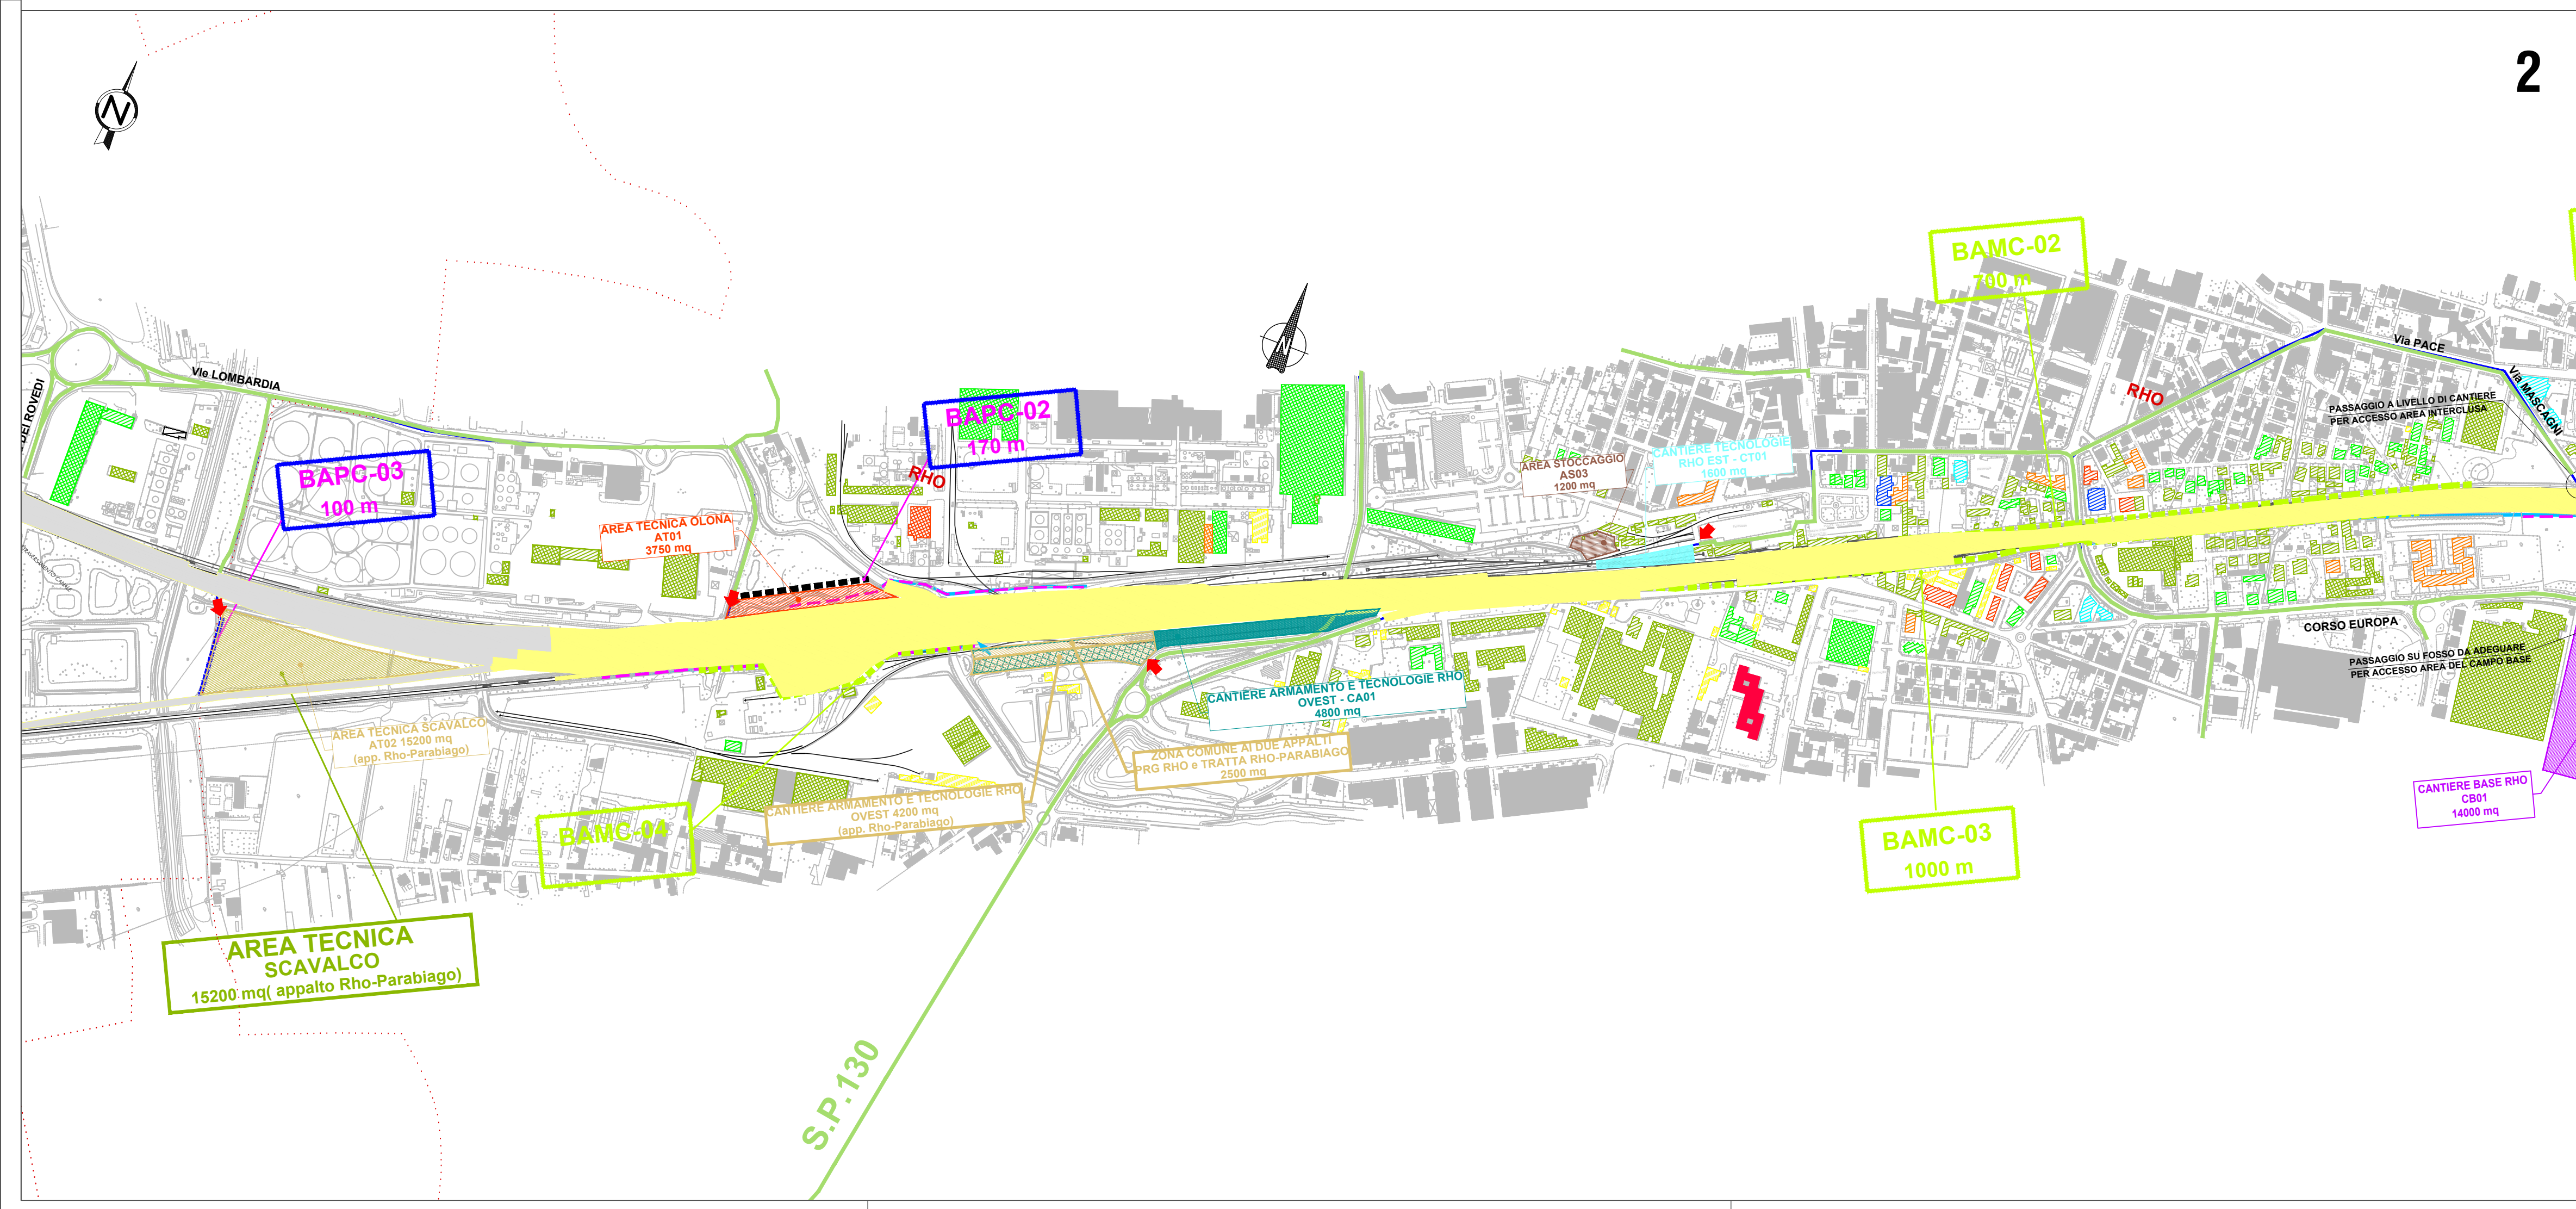 2
N
N
BAMC-02
700 m
Via PACE
VIe LOMBARDIA
DEI ROVEDI
Via MASCAGNI
RHO
PASSAGGIO A LIVELLO DI CANTIERE
PER ACCESSO AREA INTERCLUSA
BAPC-02
170 m
RHO
BAPC-03
100 m
CANTIERE TECNOLOGIE
RHO EST - CT01
1600 mq
AREA STOCCAGGIO
AS03
1200 mq
AREA TECNICA OLONA
AT01
3750 mq
CORSO EUROPA
PASSAGGIO SU FOSSO DA ADEGUARE
PER ACCESSO AREA DEL CAMPO BASE
CANTIERE ARMAMENTO E TECNOLOGIE RHO
OVEST - CA01
4800 mq
AREA TECNICA SCAVALCO
AT02 15200 mq
(app. Rho-Parabiago)
ZONA COMUNE AI DUE APPALTI
PRG RHO e TRATTA RHO-PARABIAGO
2500 mq
CANTIERE BASE RHO
CB01
14000 mq
CANTIERE ARMAMENTO E TECNOLOGIE RHO
OVEST 4200 mq
(app. Rho-Parabiago)
BAMC-04
BAMC-03
1000 m
AREA TECNICA
SCAVALCO
15200 mq( appalto Rho-Parabiago)
S.P.130